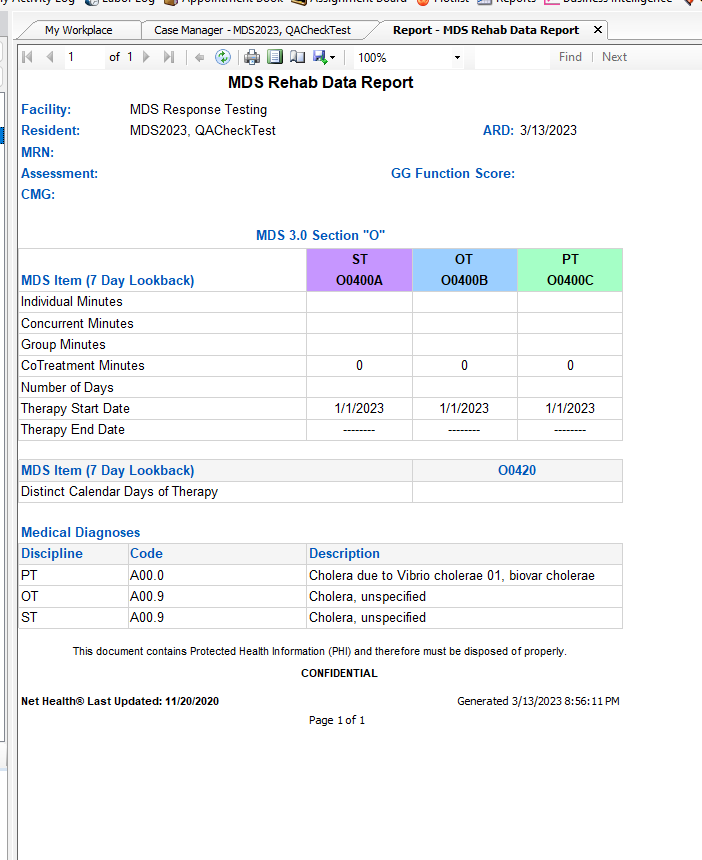 My Activity Log Labor Log Appointment Book Assignment Board Hotlist Reports Business Intelligence
My Workplace Case Manager - MDS2023, QACheckTest Report - MDS Rehab Data Report
1 of 1 100% Find Next
MDS Rehab Data Report
Facility: MDS Response Testing
Resident: MDS2023, QACheckTest ARD: 3/13/2023
MRN:
Assessment: GG Function Score:
CMG:
MDS 3.0 Section "O"
ST OT PT
MDS Item (7 Day Lookback) O0400A O0400B O0400C
Individual Minutes
Concurrent Minutes
Group Minutes
CoTreatment Minutes 0 0 0
Number of Days
Therapy Start Date 1/1/2023 1/1/2023 1/1/2023
Therapy End Date -------- -------- --------
MDS Item (7 Day Lookback) O0420
Distinct Calendar Days of Therapy
Medical Diagnoses
Discipline Code Description
PT A00.0 Cholera due to Vibrio cholerae 01, biovar cholerae
OT A00.9 Cholera, unspecified
ST A00.9 Cholera, unspecified
This document contains Protected Health Information (PHI) and therefore must be disposed of properly.
CONFIDENTIAL
Net Health® Last Updated: 11/20/2020 Generated 3/13/2023 8:56:11 PM
Page 1 of 1